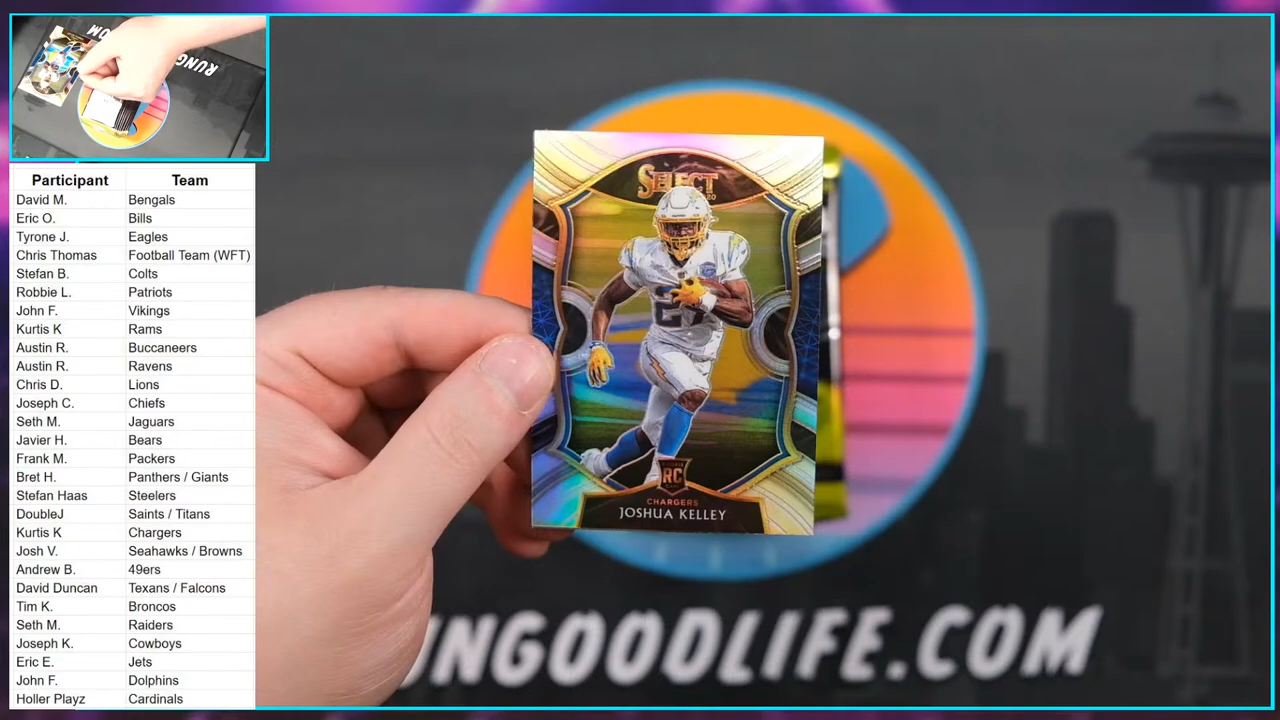 OM
RUNG
Participant Team
David M. Bengals
Eric O. Bills
Tyrone J. Eagles
Chris Thomas Football Team (WFT)
Stefan B. Colts
Robbie L. Patriots
John F. Vikings
Kurtis K Rams
Austin R. Buccaneers
Austin R. Ravens
Chris D. Lions
Joseph C. Chiefs
Seth M. Jaguars
Javier H. Bears
Frank M. Packers
Bret H. Panthers / Giants
Stefan Haas Steelers
DoubleJ Saints / Titans
Kurtis K Chargers
Josh V. Seahawks / Browns
Andrew B. 49ers
David Duncan Texans / Falcons
Tim K. Broncos
Seth M. Raiders
Joseph K. Cowboys
Eric E. Jets
John F. Dolphins
Holler Playz Cardinals
SELECT
RC
CHARGERS
JOSHUA KELLEY
UNGOODLIFE.COM